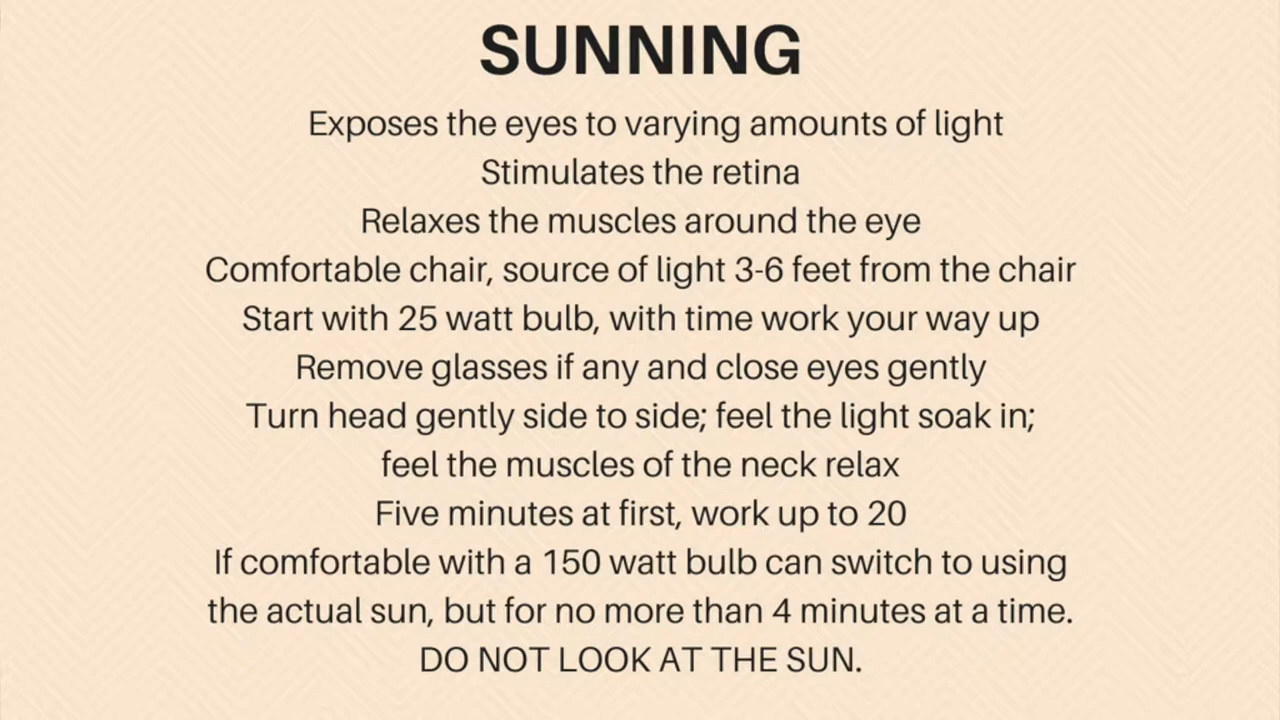 SUNNING
Exposes the eyes to varying amounts of light
Stimulates the retina
Relaxes the muscles around the eye
Comfortable chair, source of light 3-6 feet from the chair
Start with 25 watt bulb, with time work your way up
Remove glasses if any and close eyes gently
Turn head gently side to side; feel the light soak in;
feel the muscles of the neck relax
Five minutes at first, work up to 20
If comfortable with a 150 watt bulb can switch to using
the actual sun, but for no more than 4 minutes at a time.
DO NOT LOOK AT THE SUN.